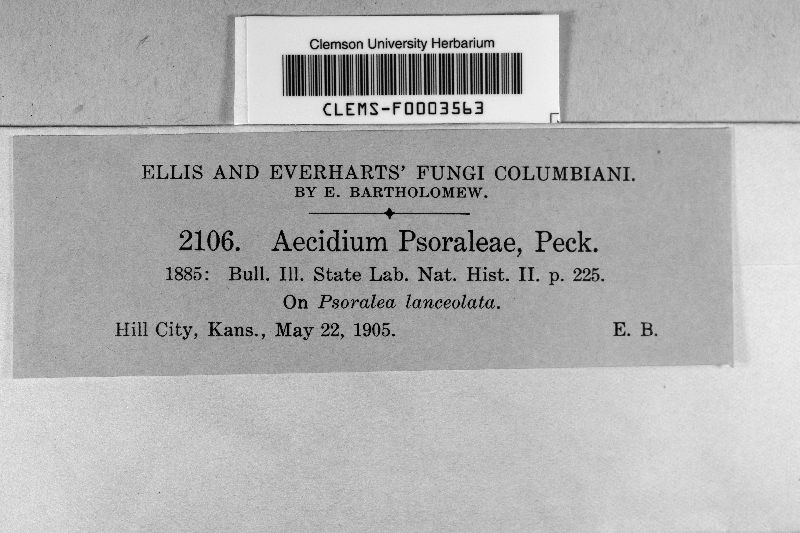 Clemson University Herbarium
CLEMS-F0003563
ELLIS AND EVERHARTS' FUNGI COLUMBIANI.
BY E. BARTHOLOMEW.
2106. Aecidium Psoraleae, Peck.
1885: Bull. Ill. State Lab. Nat. Hist. II. p. 225.
On Psoralea lanceolata.
Hill City, Kans., May 22, 1905. E. B.